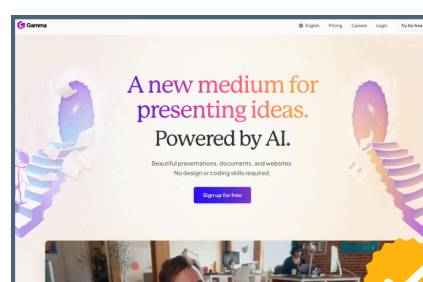 Gamma
English Pricing Careers Login Try for free
A new medium for
presenting ideas.
Powered by AI.
Beautiful presentations, documents, and websites.
No design or coding skills required.
Sign up for free